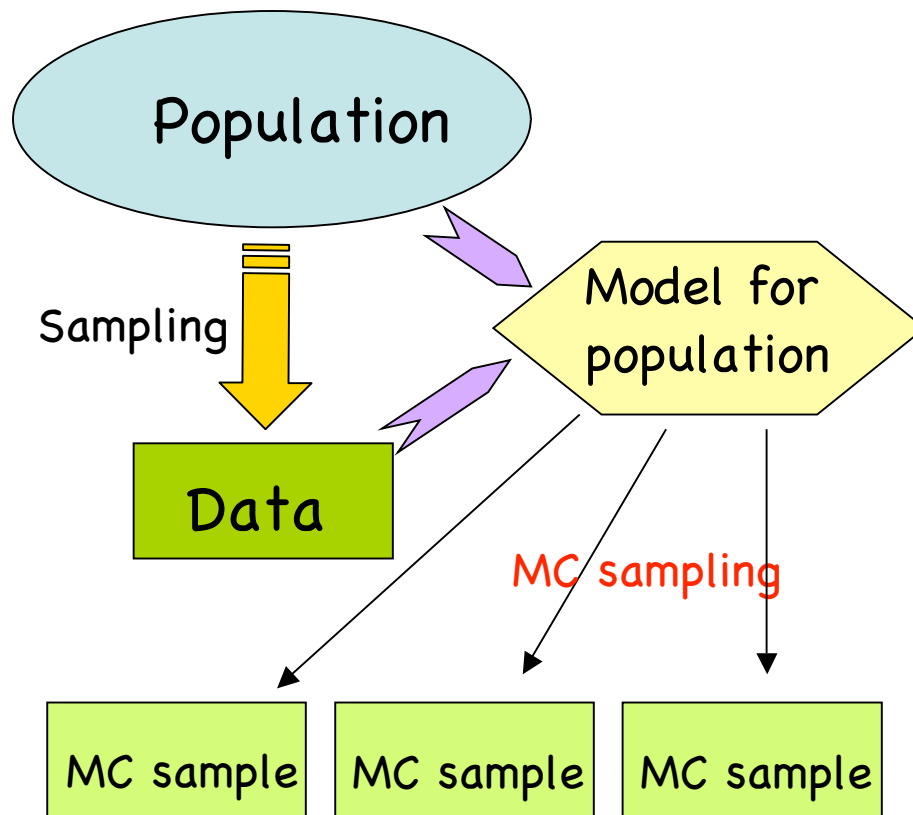 Population
Model for
population
Sampling
Data
MC sampling
MC sample
MC sample
MC sample